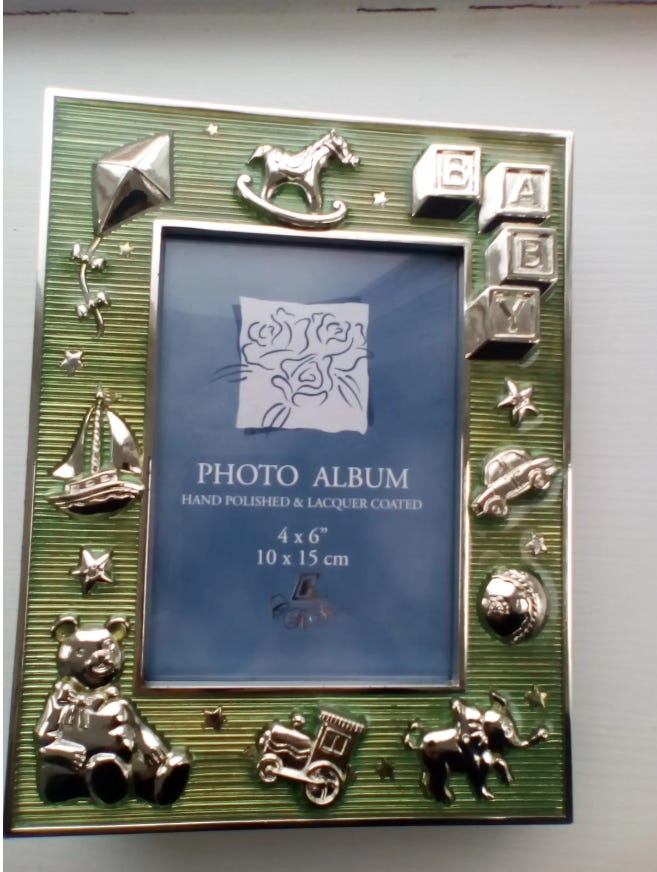 B A
B
Y
PHOTO ALBUM
HAND POLISHED & LACQUER COATED
4 x 6"
10 x 15 cm